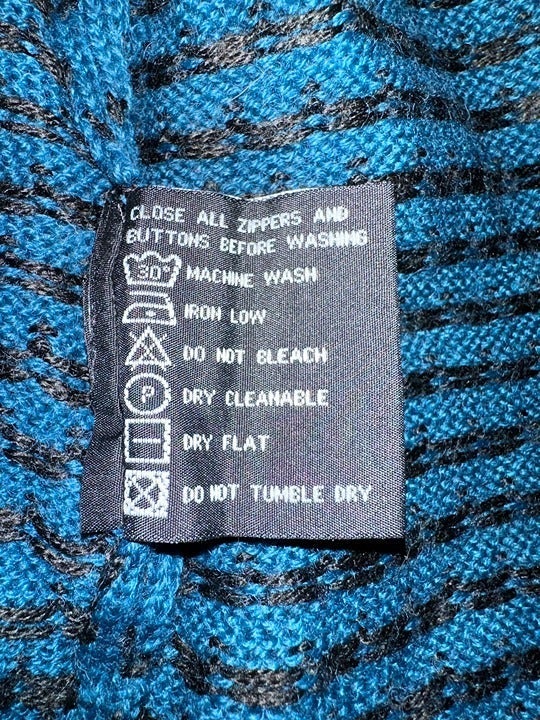 CLOSE ALL ZIPPERS AND
BUTTONS BEFORE WASHING
30° MACHINE WASH
IRON LOW
DO NOT BLEACH
P DRY CLEANABLE
DRY FLAT
DO NOT TUMBLE DRY